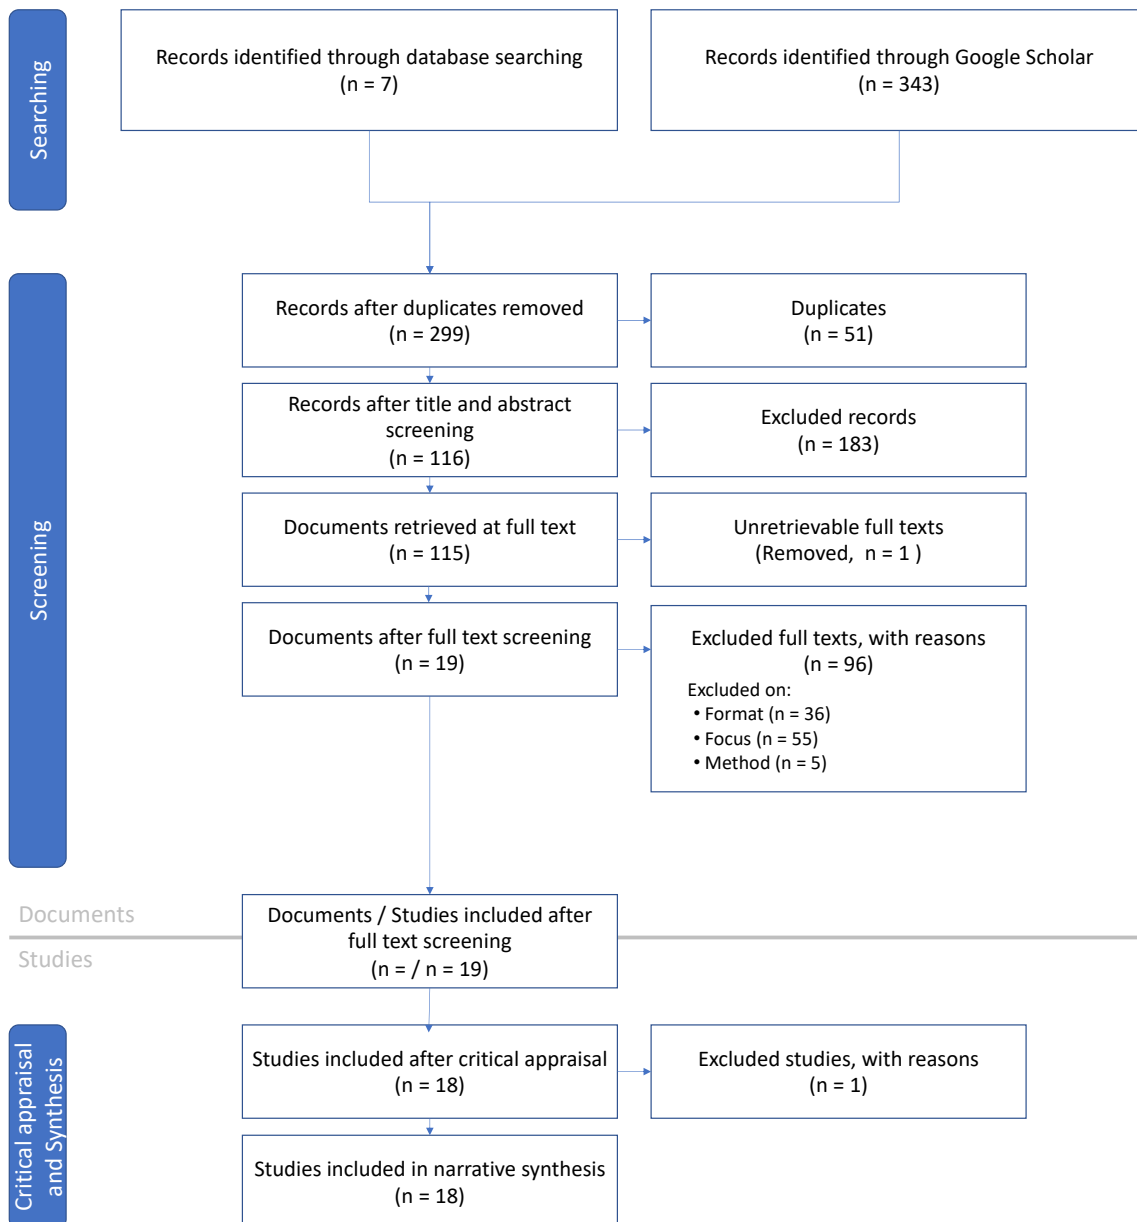 Searching
Records identified through database searching
(n = 7)
Records identified through Google Scholar
(n = 343)
Screening
Records after duplicates removed
(n = 299)
Duplicates
(n = 51)
Records after title and abstract
screening
(n = 116)
Excluded records
(n = 183)
Documents retrieved at full text
(n = 115)
Unretrievable full texts
(Removed,  n = 1 )
Documents after full text screening
(n = 19)
Excluded full texts, with reasons
(n = 96)
Excluded on:
• Format (n = 36)
• Focus (n = 55)
• Method (n = 5)
Documents
Studies
Documents / Studies included after
full text screening
(n = / n = 19)
Critical appraisal
and Synthesis
Studies included after critical appraisal
(n = 18)
Excluded studies, with reasons
(n = 1)
Studies included in narrative synthesis
(n = 18)